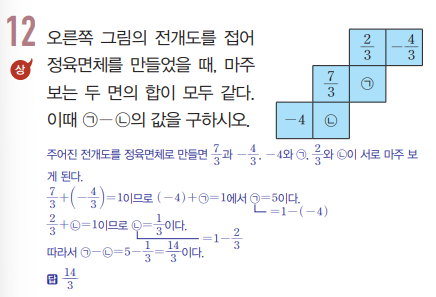 12
상
오른쪽 그림의 전개도를 접어
정육면체를 만들었을 때, 마주
보는 두 면의 합이 모두 같다.
이때 ㉠-㉡의 값을 구하시오.
2/3 -4/3
7/3 ㉠
-4 ㉡
주어진 전개도를 정육면체로 만들면 7/3과 -4/3, -4와 ㉠, 2/3와 ㉡이 서로 마주 보
게 된다.
7/3+(-4/3)=1이므로 (-4)+㉠=1에서 ㉠=5이다.
=1-(-4)
2/3+㉡=1이므로 ㉡=1/3이다.
=1-2/3
따라서 ㉠-㉡=5-1/3=14/3이다.
답 14/3